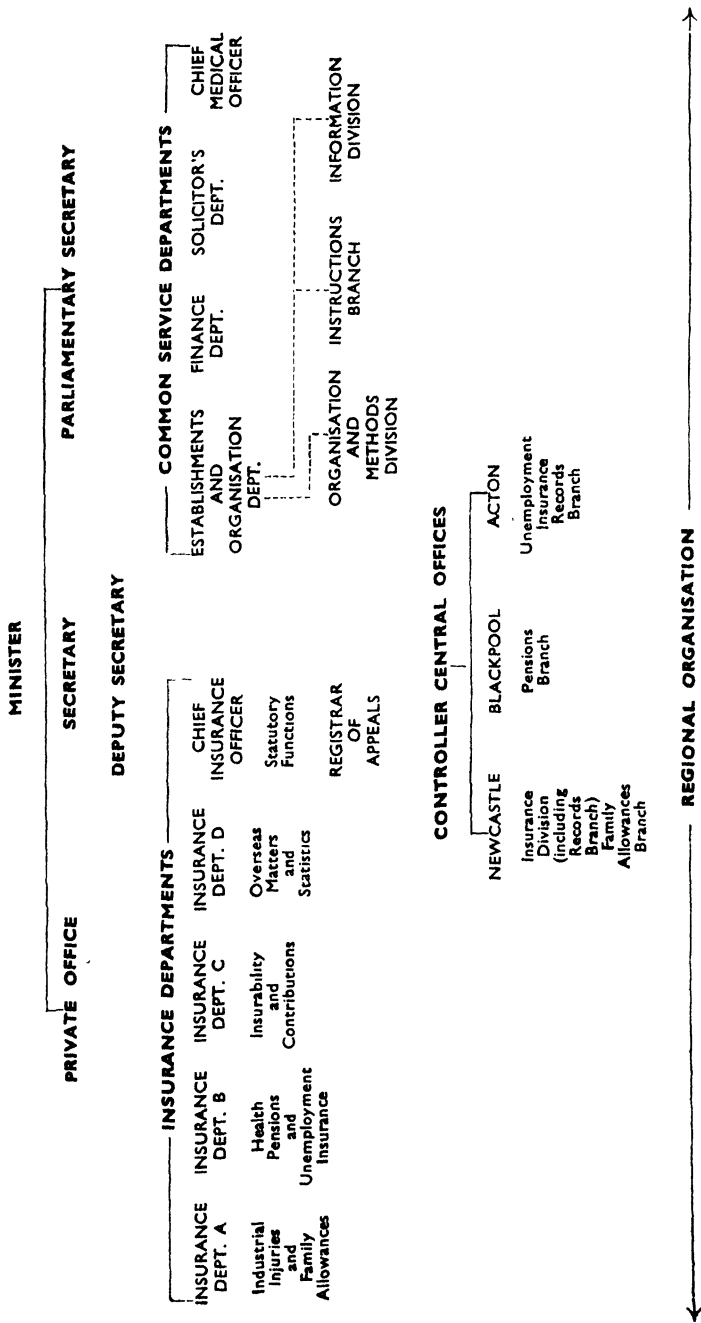 MINISTER
PRIVATE OFFICE
SECRETARY
PARLIAMENTARY SECRETARY
DEPUTY SECRETARY
INSURANCE DEPARTMENTS
INSURANCE
DEPT. A
Industrial
Injuries
and
Family
Allowances
INSURANCE
DEPT. B
Health
Pensions
and
Unemployment
Insurance
INSURANCE
DEPT. C
Insurability
and
Contributions
INSURANCE
DEPT. D
Overseas
Matters
and
Statistics
CHIEF
INSURANCE
OFFICER
Statutory
Functions
REGISTRAR
OF
APPEALS
COMMON SERVICE DEPARTMENTS
ESTABLISHMENTS
AND
ORGANISATION
DEPT.
FINANCE
DEPT.
SOLICITOR'S
DEPT.
CHIEF
MEDICAL
OFFICER
ORGANISATION
AND
METHODS
DIVISION
INSTRUCTIONS
BRANCH
INFORMATION
DIVISION
CONTROLLER CENTRAL OFFICES
NEWCASTLE
Insurance
Division
(including
Records
Branch)
Family
Allowances
Branch
BLACKPOOL
Pensions
Branch
ACTON
Unemployment
Insurance
Records
Branch
REGIONAL ORGANISATION